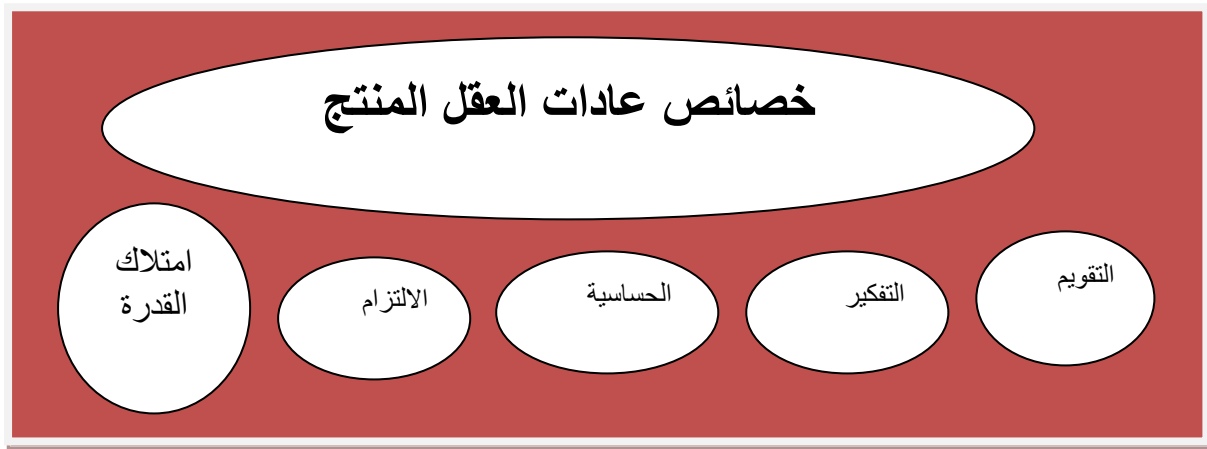 خصائص عادات العقل المنتج
التقويم
التفكير
الحساسية
الالتزام
امتلاك
القدرة